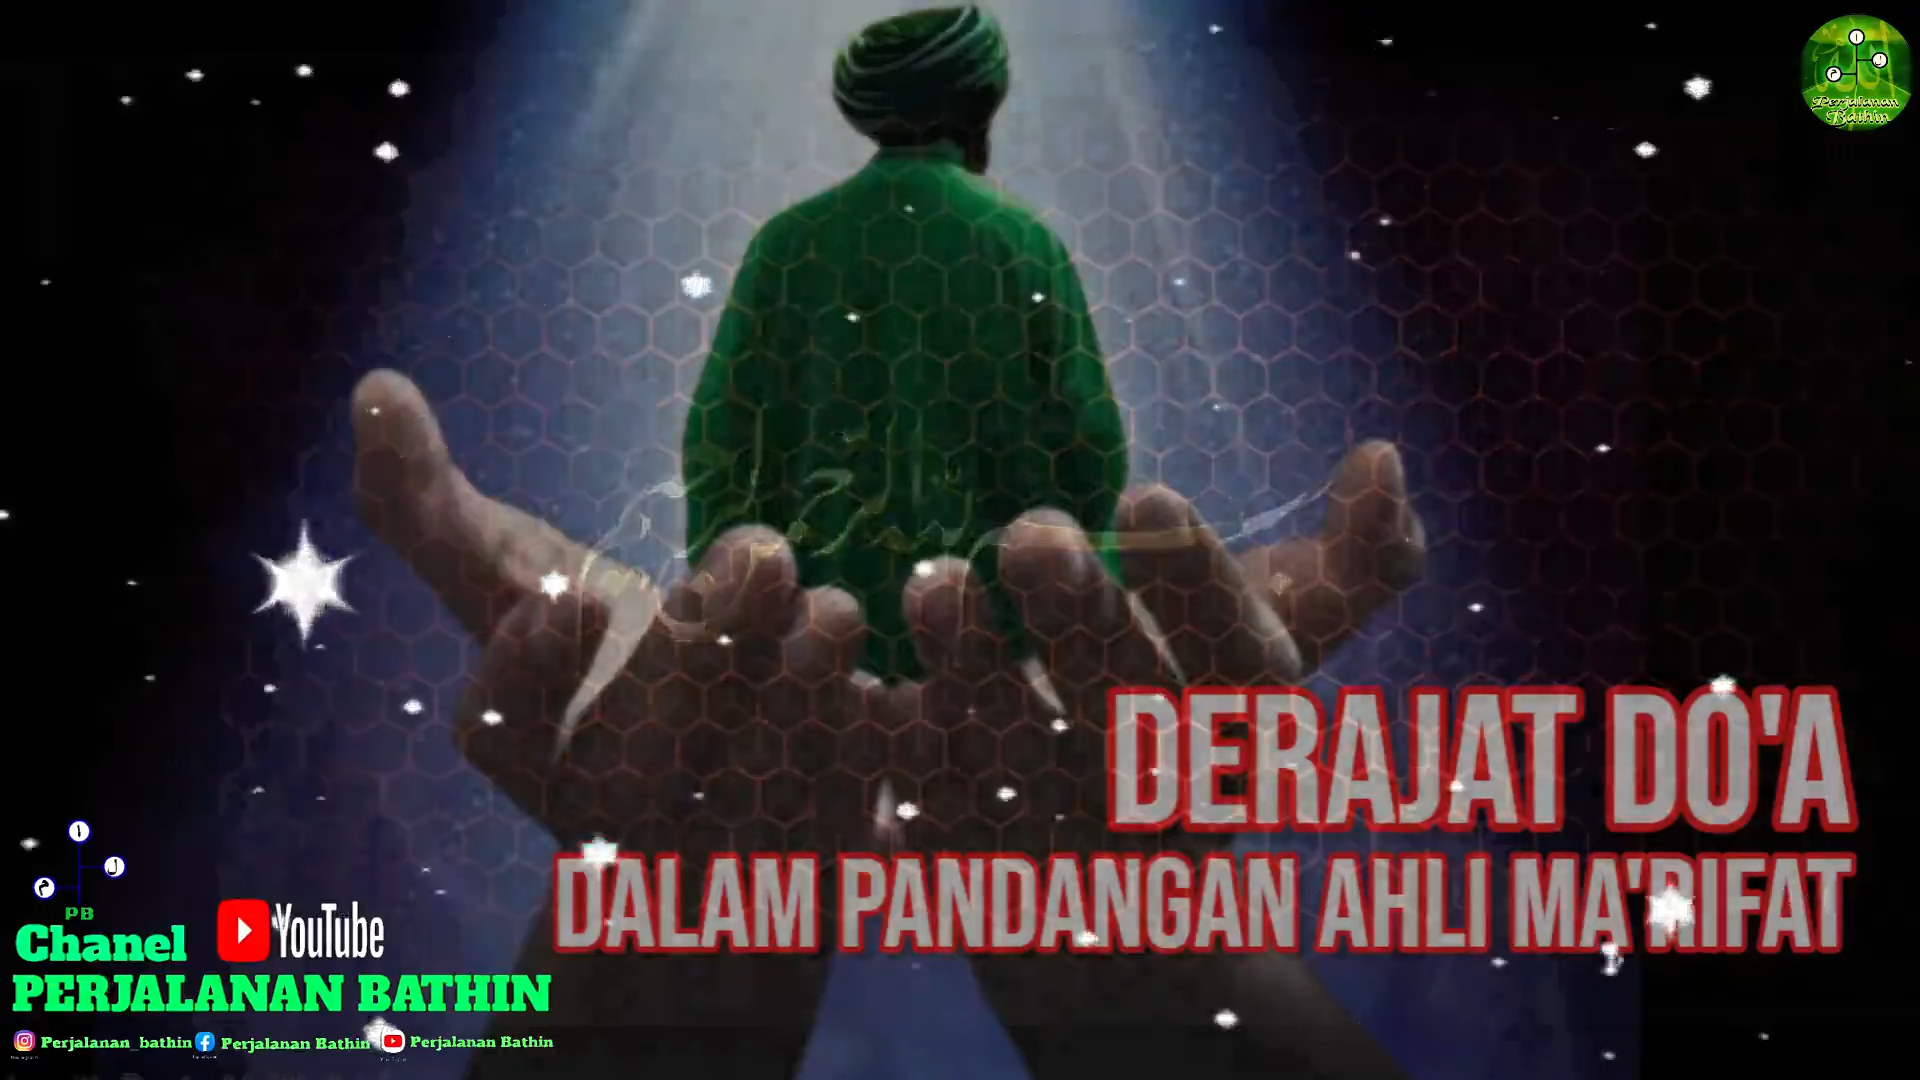 Perjalanan
Bathin
DERAJAT DO'A
DALAM PANDANGAN AHLI MA'RIFAT
ا
ل
م
PB
Chanel YouTube
PERJALANAN BATHIN
Perjalanan_bathin Perjalanan Bathin Perjalanan Bathin